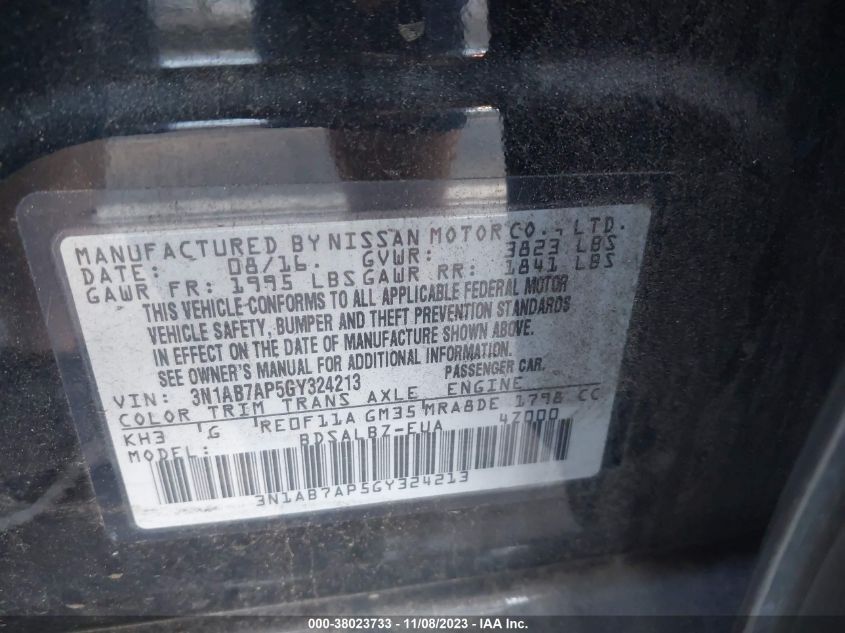 MANUFACTURED BY NISSAN MOTOR CO., LTD.
DATE: 08/16. GVWR: 3823 LBS
GAWR FR: 1995 LBS GAWR RR: 1841 LBS
THIS VEHICLE CONFORMS TO ALL APPLICABLE FEDERAL MOTOR
VEHICLE SAFETY, BUMPER AND THEFT PREVENTION STANDARDS
IN EFFECT ON THE DATE OF MANUFACTURE SHOWN ABOVE.
SEE OWNER'S MANUAL FOR ADDITIONAL INFORMATION.
VIN: 3N1AB7AP5GY324213 PASSENGER CAR.
COLOR TRIM TRANS AXLE ENGINE
KH3 G RE0F11A GM35 MRA8DE 1798 CC
MODEL: BDSALBZ-EUA 4Z000
3N1AB7AP5GY324213
000-38023733 - 11/08/2023 - IAA Inc.